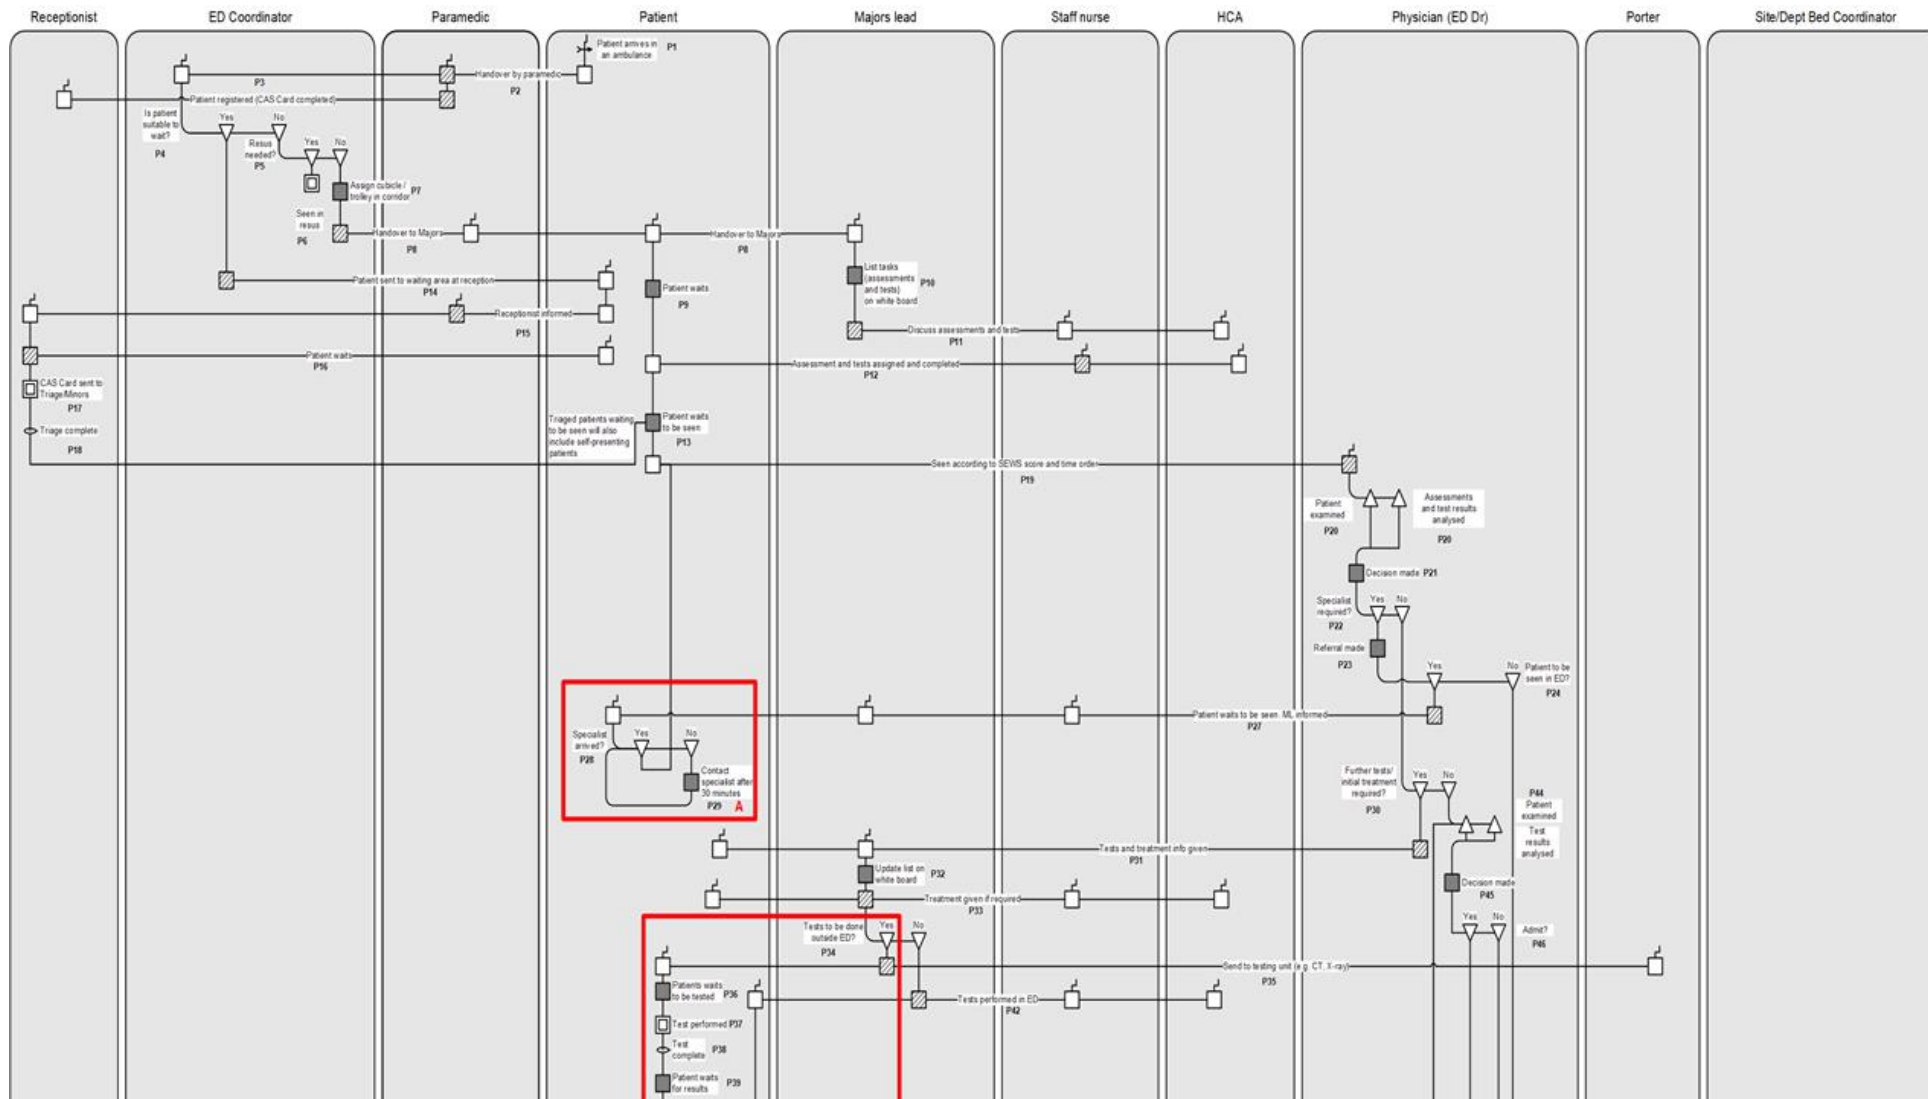 Receptionist
ED Coordinator
Paramedic
Patient
Majors lead
Staff nurse
HCA
Physician (ED Dr)
Porter
Site/Dept Bed Coordinator
Patient arrives in
an ambulance
P1
Handover by paramedic
P2
P3
Patient registered (CAS Card completed)
Is patient
suitable to
wait?
P4
Yes
No
Resus
needed?
P5
Yes
No
Assign cubicle /
trolley in corridor
P7
Seen in
resus
P6
Handover to Majors
P8
Handover to Majors
P8
List tasks
(assessments
and tests)
on white board
P10
Patient sent to waiting area at reception
P14
Patient waits
P9
Receptionist informed
P15
Discuss assessments and tests
P11
Patient waits
P16
Assessment and tests assigned and completed
P12
CAS Card sent to
Triage/Minors
P17
Triage complete
P18
Triaged patients waiting
to be seen will also
include self-presenting
patients
Patient waits
to be seen
P13
Seen according to SEWS score and time order
P19
Patient
examined
P20
Assessments
and test results
analysed
P20
Decision made P21
Specialist
required?
P22
Yes
No
Referral made
P23
Yes
No
Patient to be
seen in ED?
P24
Patient waits to be seen. ML informed
P27
Specialist
arrived?
P28
Yes
No
Contact
specialist after
30 minutes
P29
A
Further tests/
initial treatment
required?
P30
Yes
No
P44
Patient
examined
Test
results
analysed
Tests and treatment info given
P31
Update list on
white board
P32
Treatment given if required
P33
Decision made
P45
Yes
No
Admit?
P46
Tests to be done
outside ED?
P34
Yes
No
Send to testing unit (e.g. CT, X-ray)
P35
Patients waits
to be tested
P36
Tests performed in ED
P42
Test performed P37
Test
complete
P38
Patient waits
for results
P39